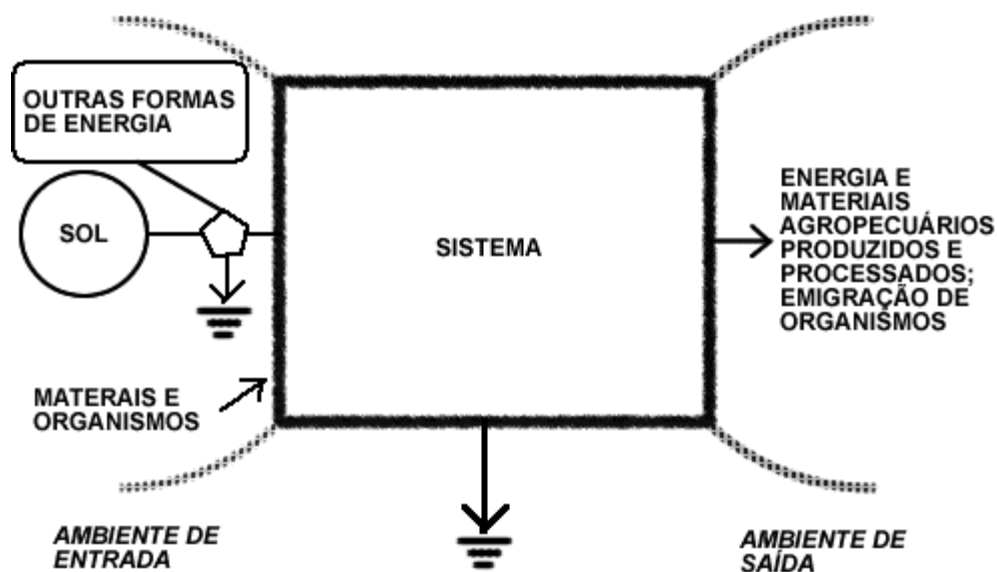 OUTRAS FORMAS
DE ENERGIA
SOL
SISTEMA
ENERGIA E
MATERIAIS
AGROPECUÁRIOS
PRODUZIDOS E
PROCESSADOS;
EMIGRAÇÃO DE
ORGANISMOS
MATERAIS E
ORGANISMOS
AMBIENTE DE
ENTRADA
AMBIENTE DE
SAÍDA